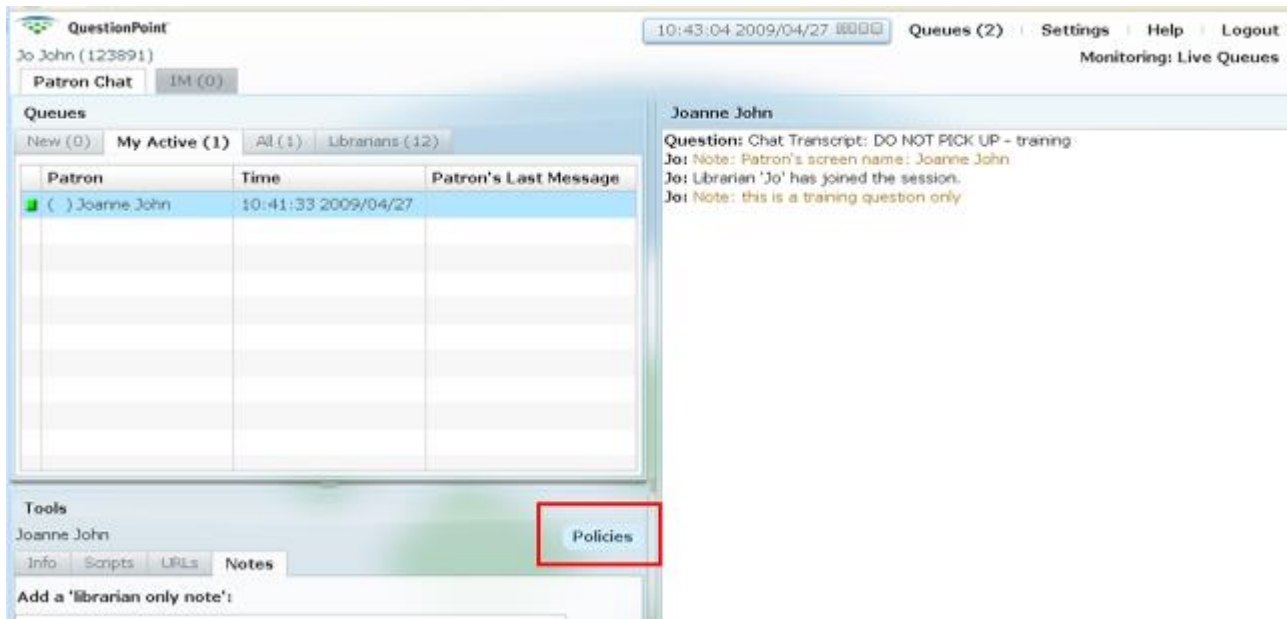 QuestionPoint
10:43:04 2009/04/27
Queues (2) Settings Help Logout
Jo John (123891)
Monitoring: Live Queues
Patron Chat IM (0)
Queues
New (0) My Active (1) All (1) Librarians (12)
Patron Time Patron's Last Message
( ) Joanne John 10:41:33 2009/04/27
Joanne John
Question: Chat Transcript: DO NOT PICK UP - training
Jo: Note: Patron's screen name: Joanne John
Jo: Librarian 'Jo' has joined the session.
Jo: Note: this is a training question only
Tools
Joanne John
Policies
Info Scripts URLs Notes
Add a 'librarian only note':